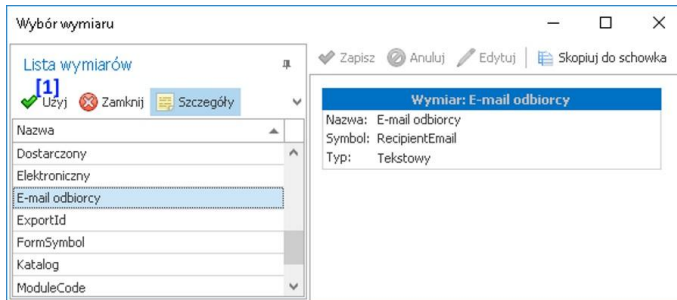 Wybór wymiaru
Lista wymiarów
[1]
Użyj Zamknij Szczegóły
Nazwa
Dostarczony
Elektroniczny
E-mail odbiorcy
ExportId
FormSymbol
Katalog
ModuleCode
Zapisz Anuluj Edytuj Skopiuj do schowka
Wymiar: E-mail odbiorcy
Nazwa: E-mail odbiorcy
Symbol: RecipientEmail
Typ: Tekstowy